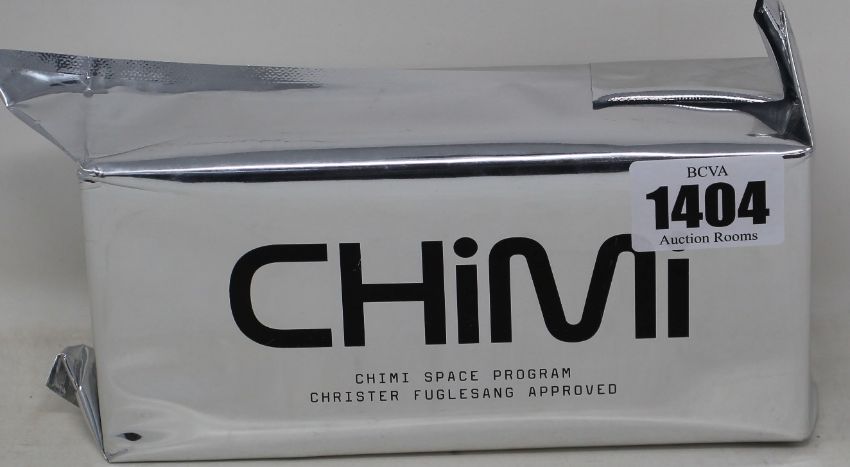 BCVA
1404
Auction Rooms
CHiMi
CHIMI SPACE PROGRAM
CHRISTER FUGLESANG APPROVED